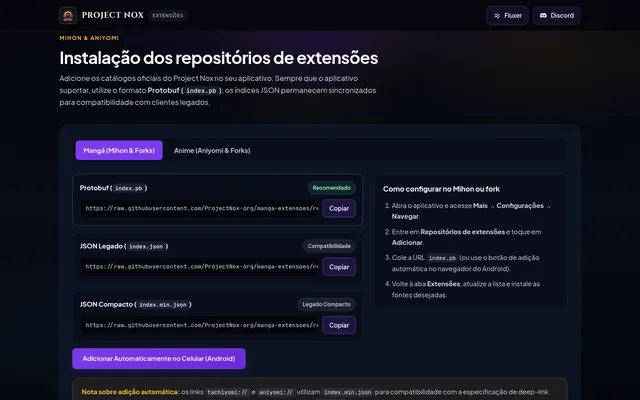 PROJECT NOX
EXTENSÕES
Fluxer
Discord
MIHON & ANIYOMI
Instalação dos repositórios de extensões
Adicione os catálogos oficiais do Project Nox no seu aplicativo. Sempre que o aplicativo
suportar, utilize o formato Protobuf ( index.pb ); os índices JSON permanecem sincronizados
para compatibilidade com clientes legados.
Mangá (Mihon & Forks)
Anime (Aniyomi & Forks)
Protobuf ( index.pb )
Recomendado
https://raw.githubusercontent.com/ProjectNox-org/manga-extensoes/re
Copiar
JSON Legado ( index.json )
Compatibilidade
https://raw.githubusercontent.com/ProjectNox-org/manga-extensoes/re
Copiar
JSON Compacto ( index.min.json )
Legado Compacto
https://raw.githubusercontent.com/ProjectNox-org/manga-extensoes/re
Copiar
Adicionar Automaticamente no Celular (Android)
Como configurar no Mihon ou fork
1. Abra o aplicativo e acesse Mais → Configurações →
Navegar.
2. Entre em Repositórios de extensões e toque em
Adicionar.
3. Cole a URL index.pb (ou use o botão de adição
automática no navegador do Android).
4. Volte à aba Extensões, atualize a lista e instale as
fontes desejadas.
Nota sobre adição automática: os links tachiyomi:// e aniyomi:// utilizam index.min.json para compatibilidade com a especificação de deep-link